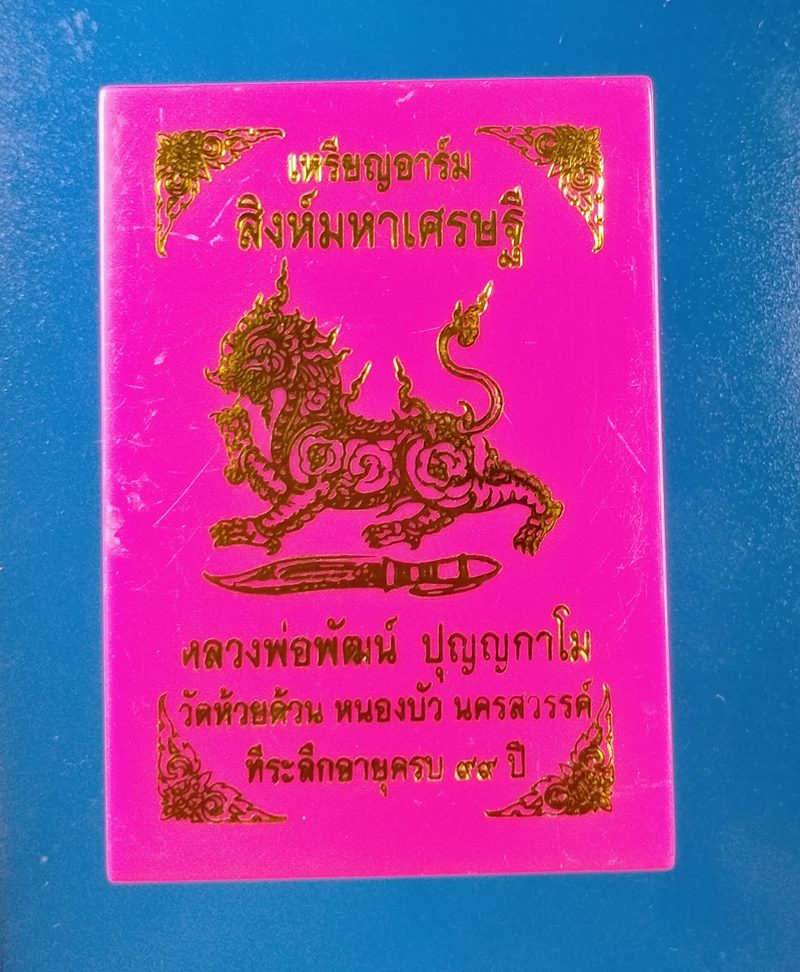 เหรียญอาร์ม
สิงห์มหาเศรษฐี
หลวงพ่อพัฒน์ ปุญญกาโม
วัดห้วยด้วน หนองบัว นครสวรรค์
ที่ระลึกอายุครบ ๙๙ ปี